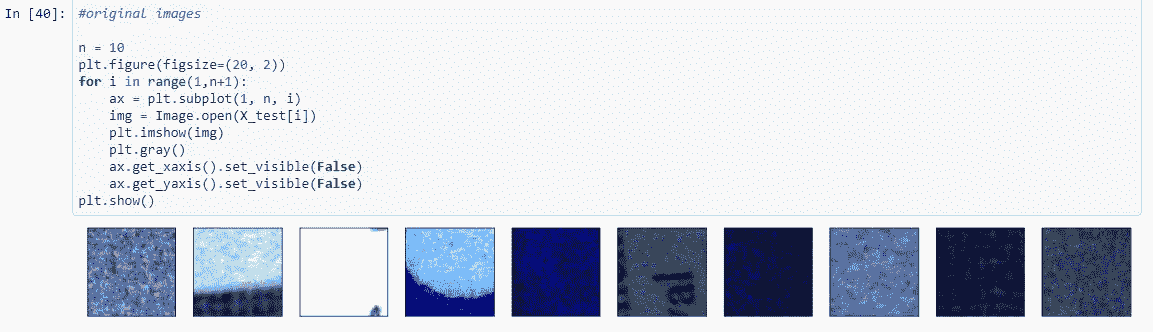 In [40]: #original images
n = 10
plt.figure(figsize=(20, 2))
for i in range(1,n+1):
    ax = plt.subplot(1, n, i)
    img = Image.open(X_test[i])
    plt.imshow(img)
    plt.gray()
    ax.get_xaxis().set_visible(False)
    ax.get_yaxis().set_visible(False)
plt.show()
val